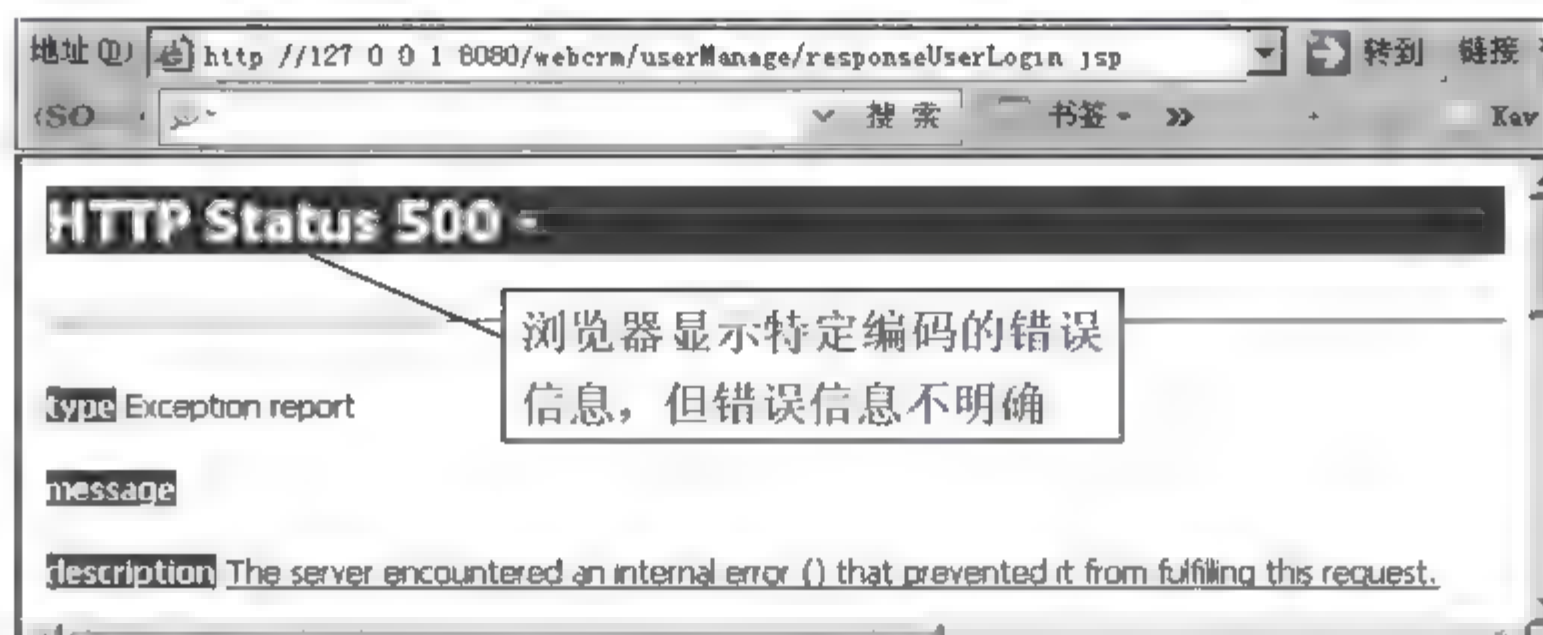 地址(D) http //127 0 0 1 8080/webcrm/userManage/responseUserLogin jsp 转到 链接
搜索 书签 »
HTTP Status 500 -
浏览器显示特定编码的错误
信息，但错误信息不明确
type Exception report
message
description The server encountered an internal error () that prevented it from fulfilling this request.